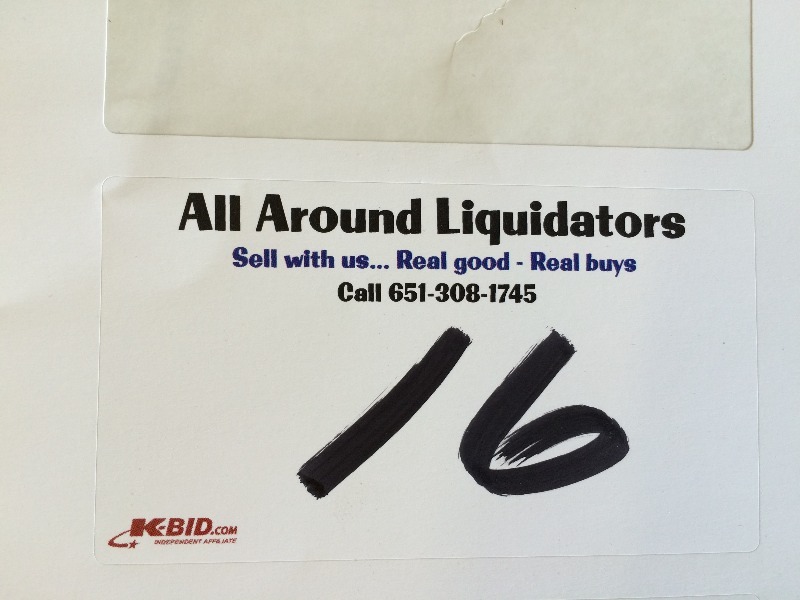 All Around Liquidators
Sell with us... Real good - Real buys
Call 651-308-1745
16
K-BID.COM
INDEPENDENT AFFILIATE